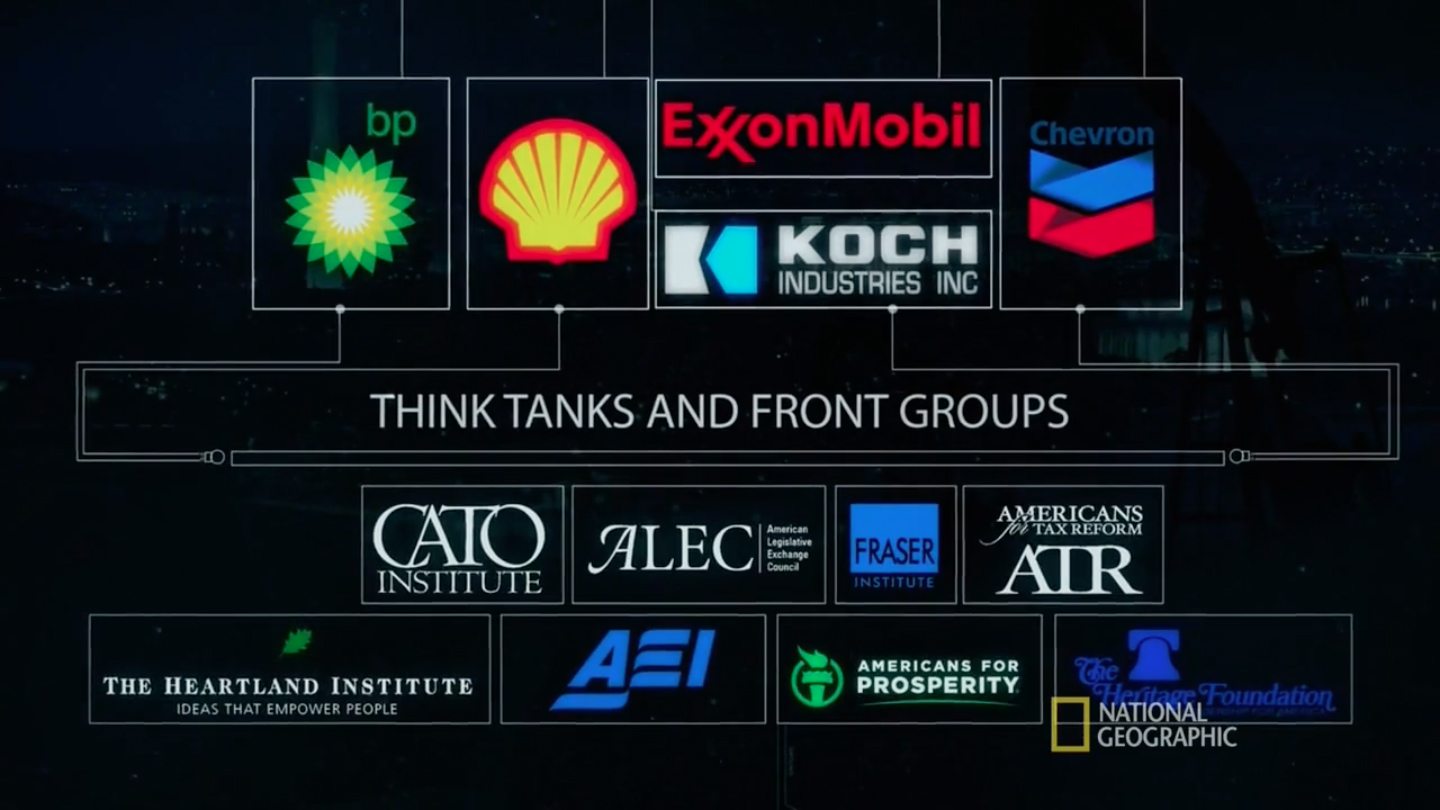 bp
ExxonMobil
Chevron
KOCH
INDUSTRIES INC
THINK TANKS AND FRONT GROUPS
CATO
INSTITUTE
ALEC
American
Legislative
Exchange
Council
FRASER
INSTITUTE
AMERICANS
for TAX REFORM
ATR
THE HEARTLAND INSTITUTE
IDEAS THAT EMPOWER PEOPLE
AEI
AMERICANS FOR
PROSPERITY
The
Heritage Foundation
FOR AMERICA
NATIONAL
GEOGRAPHIC